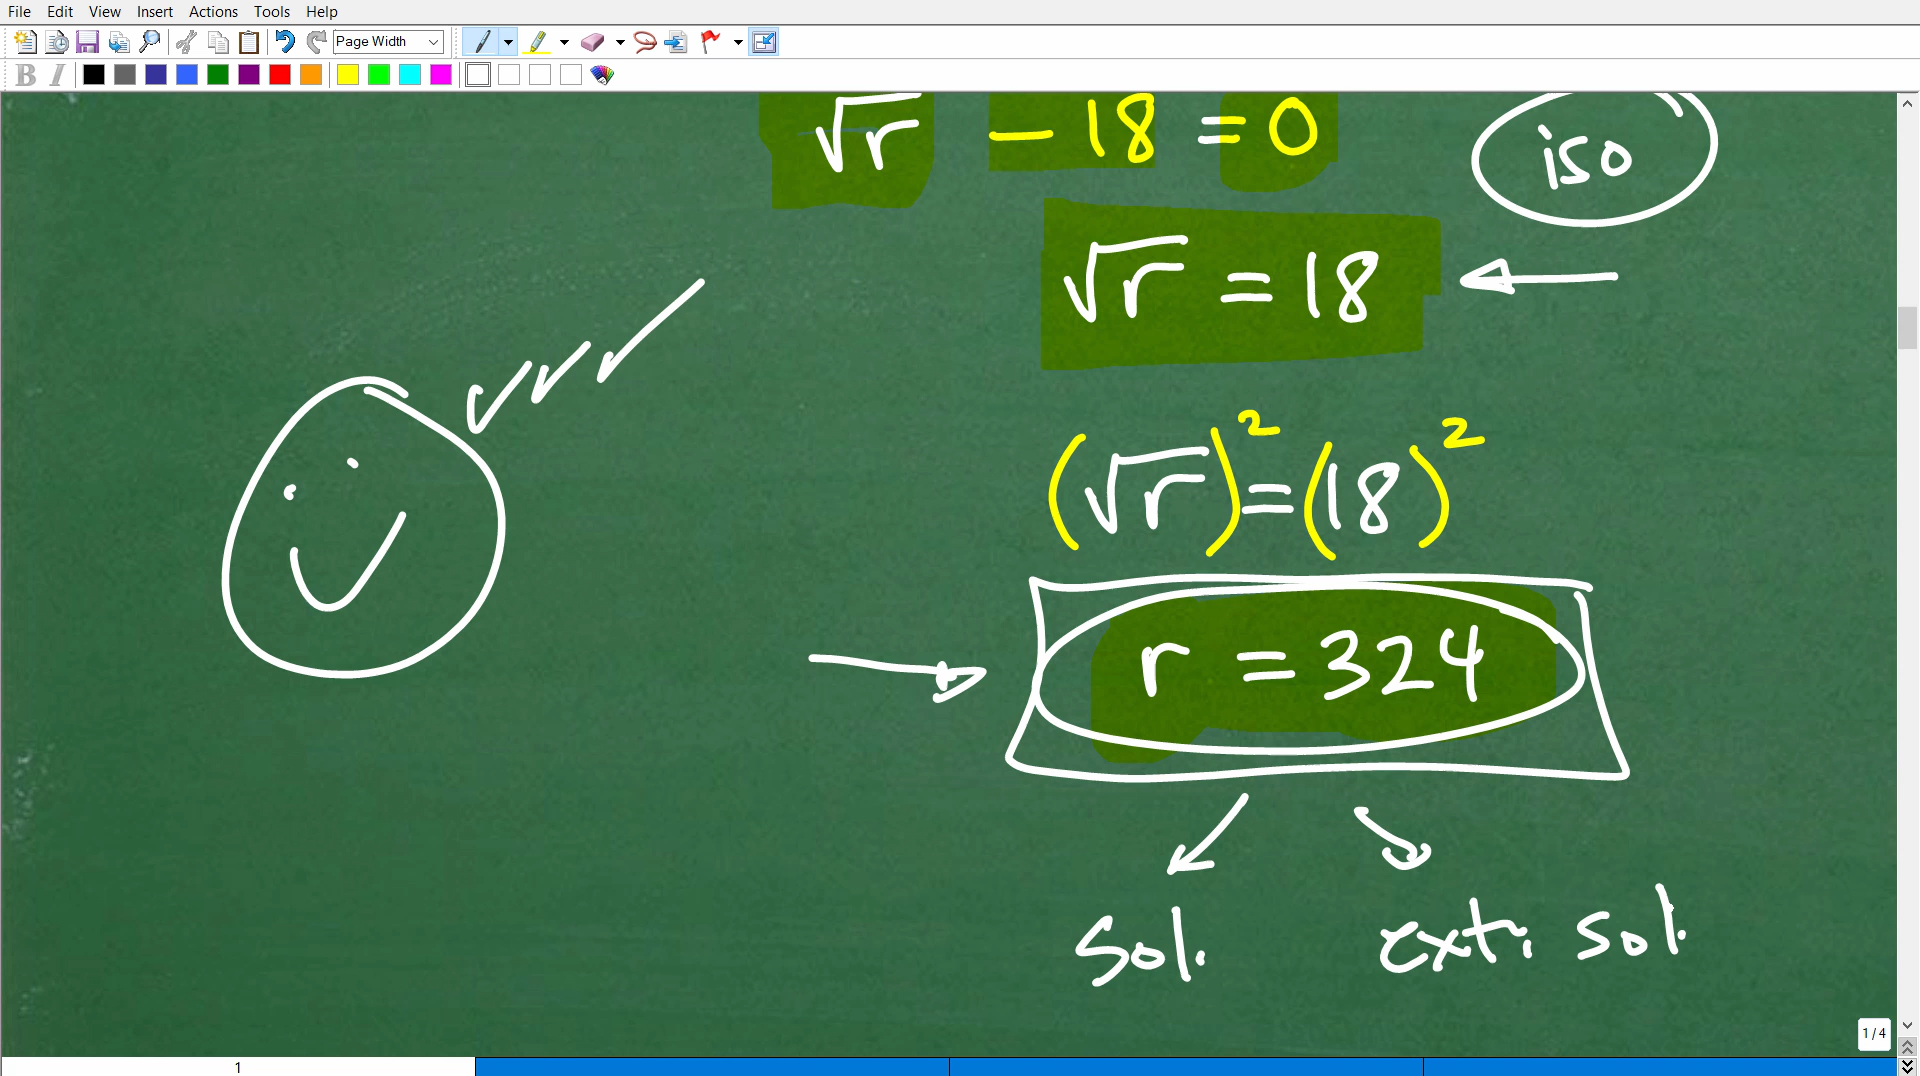 File Edit View Insert Actions Tools Help
Page Width
B I
√r − 18 = 0
iso
√r = 18
(√r)² = (18)²
r = 324
Sol. ext. sol.
1 / 4
1